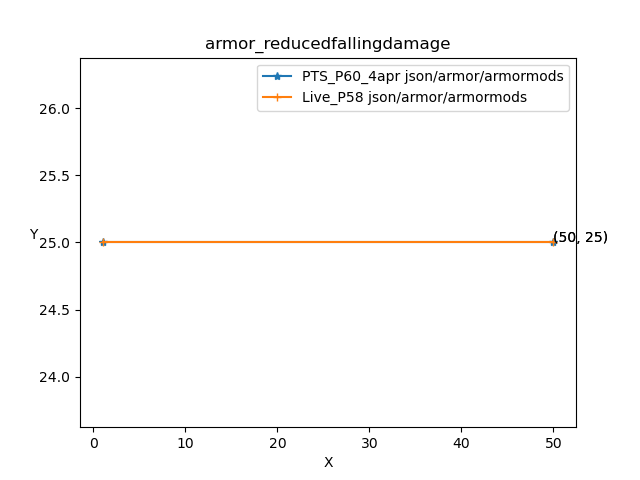 armor_reducedfallingdamage
PTS_P60_4apr json/armor/armormods
Live_P58 json/armor/armormods
26.0
25.5
Y
25.0
(50, 25)
24.5
24.0
0 10 20 30 40 50
X